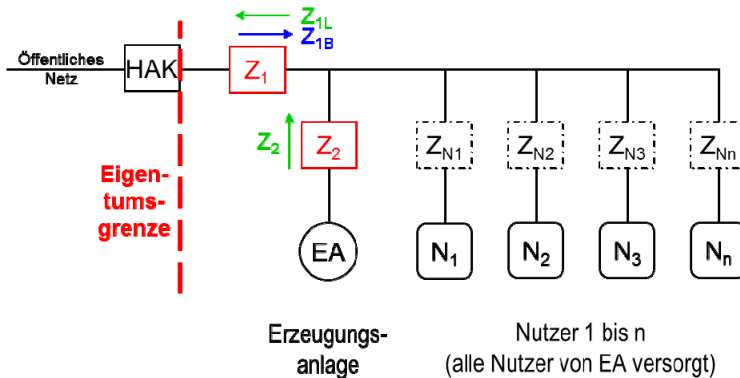 Z1L
Z1B
Öffentliches
Netz
HAK
Z1
Z2
Z2
ZN1
ZN2
ZN3
ZNn
Eigen-
tums-
grenze
EA
N1
N2
N3
Nn
Erzeugungs-
anlage
Nutzer 1 bis n
(alle Nutzer von EA versorgt)